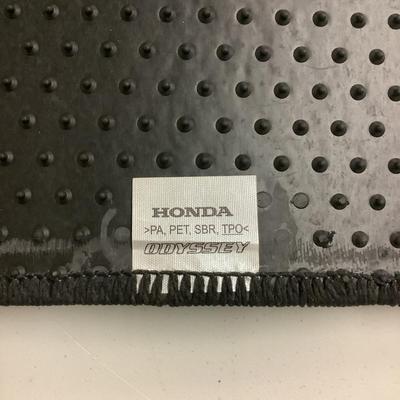 HONDA
>PA, PET, SBR, TPO<
ODYSSEY